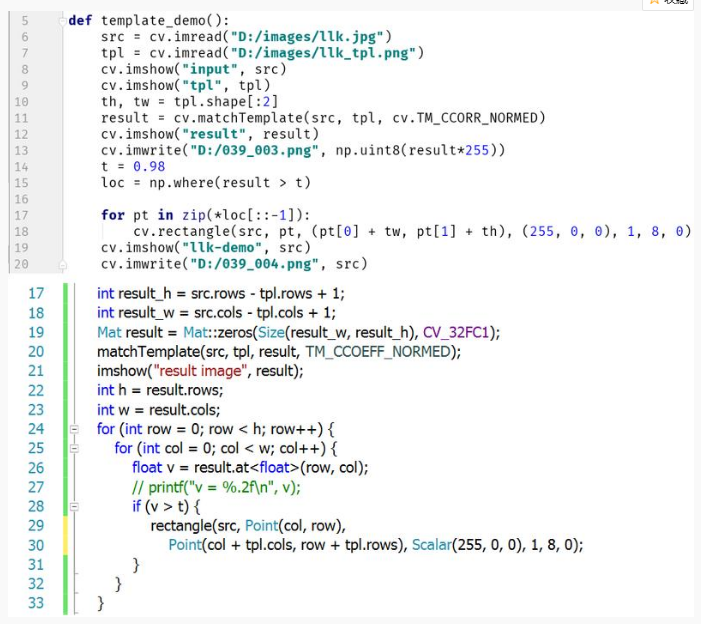 收藏
5 def template_demo():
6 src = cv.imread("D:/images/llk.jpg")
7 tpl = cv.imread("D:/images/llk_tpl.png")
8 cv.imshow("input", src)
9 cv.imshow("tpl", tpl)
10 th, tw = tpl.shape[:2]
11 result = cv.matchTemplate(src, tpl, cv.TM_CCORR_NORMED)
12 cv.imshow("result", result)
13 cv.imwrite("D:/039_003.png", np.uint8(result*255))
14 t = 0.98
15 loc = np.where(result > t)
16
17 for pt in zip(*loc[::-1]):
18 cv.rectangle(src, pt, (pt[0] + tw, pt[1] + th), (255, 0, 0), 1, 8, 0)
19 cv.imshow("llk-demo", src)
20 cv.imwrite("D:/039_004.png", src)
17 int result_h = src.rows - tpl.rows + 1;
18 int result_w = src.cols - tpl.cols + 1;
19 Mat result = Mat::zeros(Size(result_w, result_h), CV_32FC1);
20 matchTemplate(src, tpl, result, TM_CCOEFF_NORMED);
21 imshow("result image", result);
22 int h = result.rows;
23 int w = result.cols;
24 for (int row = 0; row < h; row++) {
25 for (int col = 0; col < w; col++) {
26 float v = result.at<float>(row, col);
27 // printf("v = %.2f\n", v);
28 if (v > t) {
29 rectangle(src, Point(col, row),
30 Point(col + tpl.cols, row + tpl.rows), Scalar(255, 0, 0), 1, 8, 0);
31 }
32 }
33 }